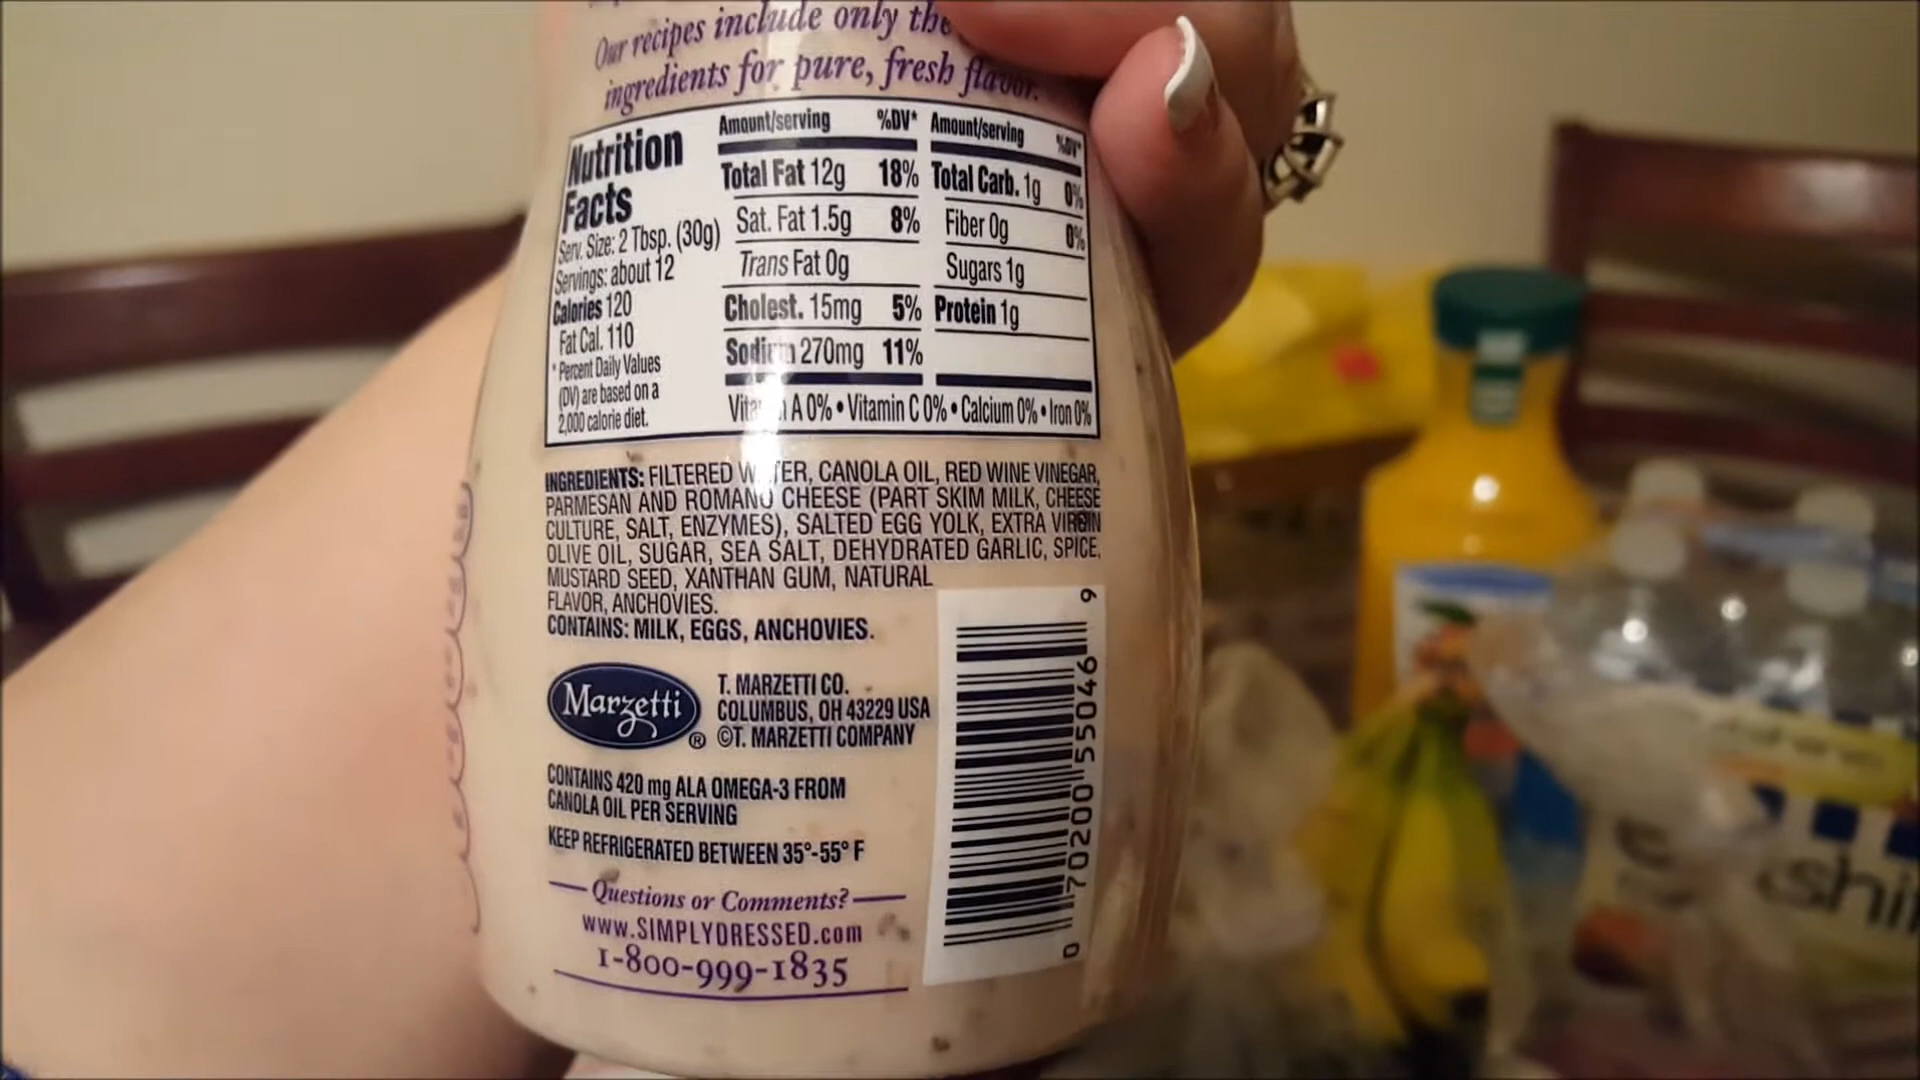 Our recipes include only the
ingredients for pure, fresh flavor.
Nutrition
Facts
Serv. Size: 2 Tbsp. (30g)
Servings: about 12
Calories 120
Fat Cal. 110
* Percent Daily Values
(DV) are based on a
2,000 calorie diet.
Amount/serving %DV*
Total Fat 12g 18%
Sat. Fat 1.5g 8%
Trans Fat 0g
Cholest. 15mg 5%
Sodium 270mg 11%
Amount/serving %DV*
Total Carb. 1g 0%
Fiber 0g 0%
Sugars 1g
Protein 1g
Vitamin A 0% • Vitamin C 0% • Calcium 0% • Iron 0%
INGREDIENTS: FILTERED WATER, CANOLA OIL, RED WINE VINEGAR,
PARMESAN AND ROMANO CHEESE (PART SKIM MILK, CHEESE
CULTURE, SALT, ENZYMES), SALTED EGG YOLK, EXTRA VIRGIN
OLIVE OIL, SUGAR, SEA SALT, DEHYDRATED GARLIC, SPICE,
MUSTARD SEED, XANTHAN GUM, NATURAL
FLAVOR, ANCHOVIES.
CONTAINS: MILK, EGGS, ANCHOVIES.
Marzetti ®
T. MARZETTI CO.
COLUMBUS, OH 43229 USA
©T. MARZETTI COMPANY
CONTAINS 420 mg ALA OMEGA-3 FROM
CANOLA OIL PER SERVING
KEEP REFRIGERATED BETWEEN 35°-55° F
Questions or Comments?
www.SIMPLYDRESSED.com
1-800-999-1835
0 70200 55046 9